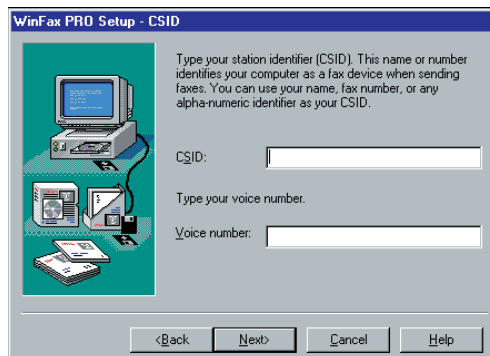 WinFax PRO Setup - CSID
Type your station identifier (CSID). This name or number
identifies your computer as a fax device when sending
faxes. You can use your name, fax number, or any
alpha-numeric identifier as your CSID.
CSID:
Type your voice number.
Voice number:
<Back Next> Cancel Help